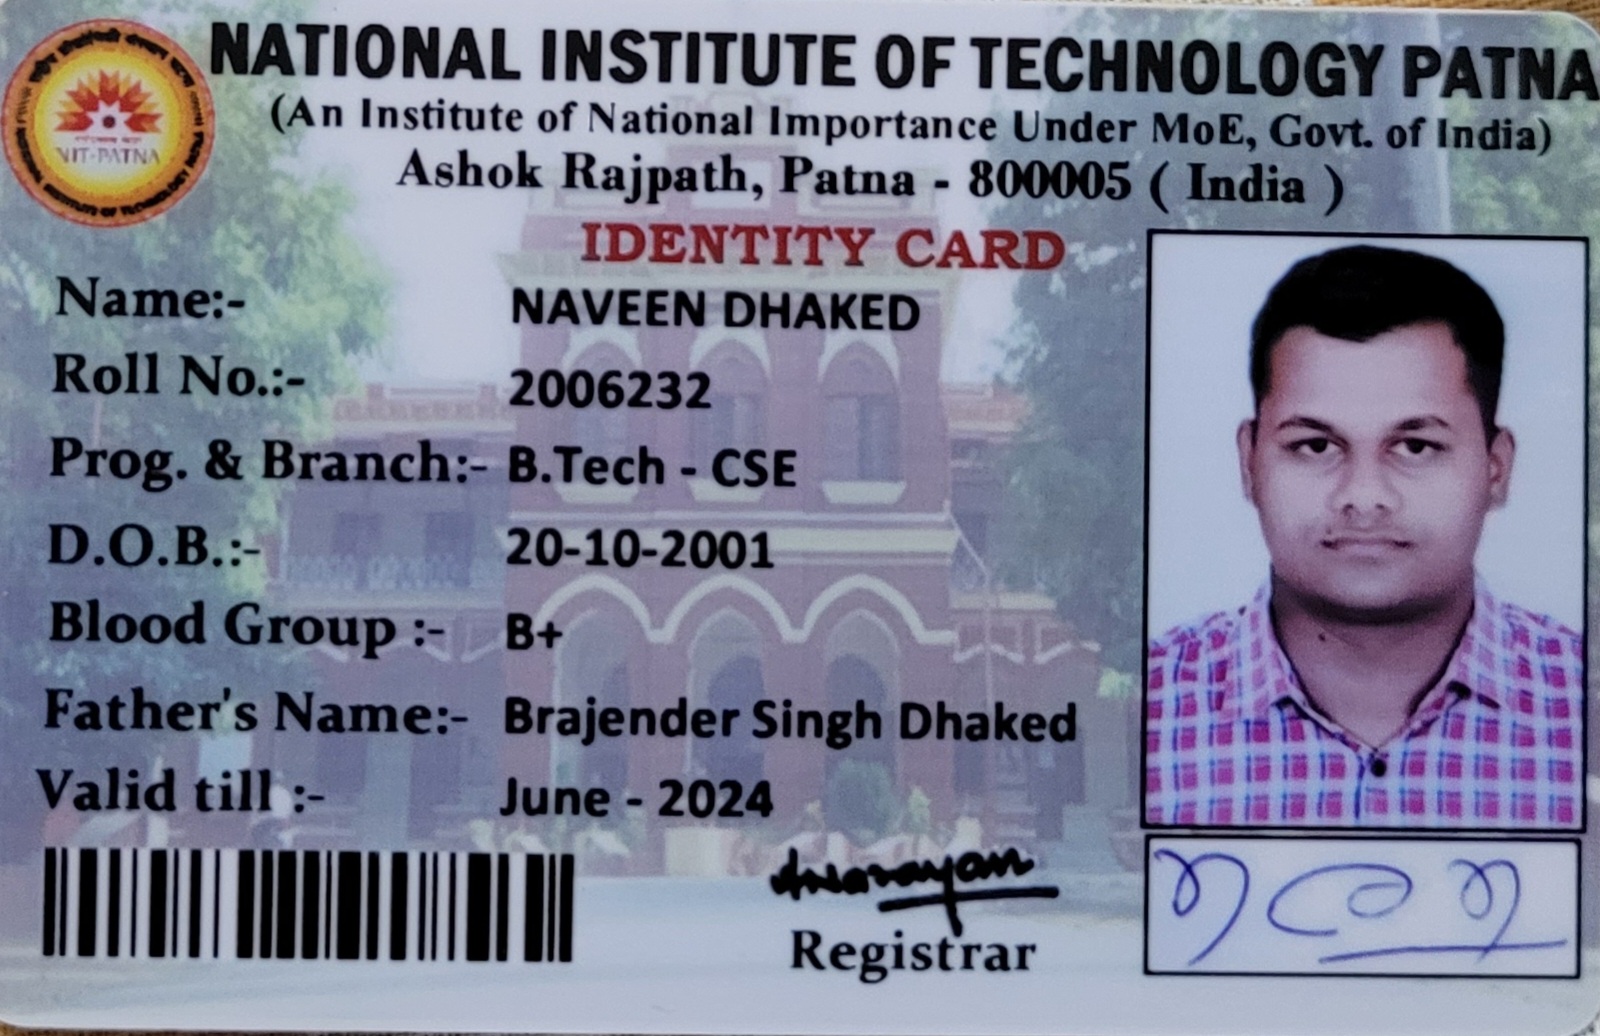 NATIONAL INSTITUTE OF TECHNOLOGY PATNA
(An Institute of National Importance Under MoE, Govt. of India)
Ashok Rajpath, Patna - 800005 ( India )
IDENTITY CARD
NIT-PATNA
Name:- NAVEEN DHAKED
Roll No.:- 2006232
Prog. & Branch:- B.Tech - CSE
D.O.B.:- 20-10-2001
Blood Group :- B+
Father's Name:- Brajender Singh Dhaked
Valid till :- June - 2024
Registrar